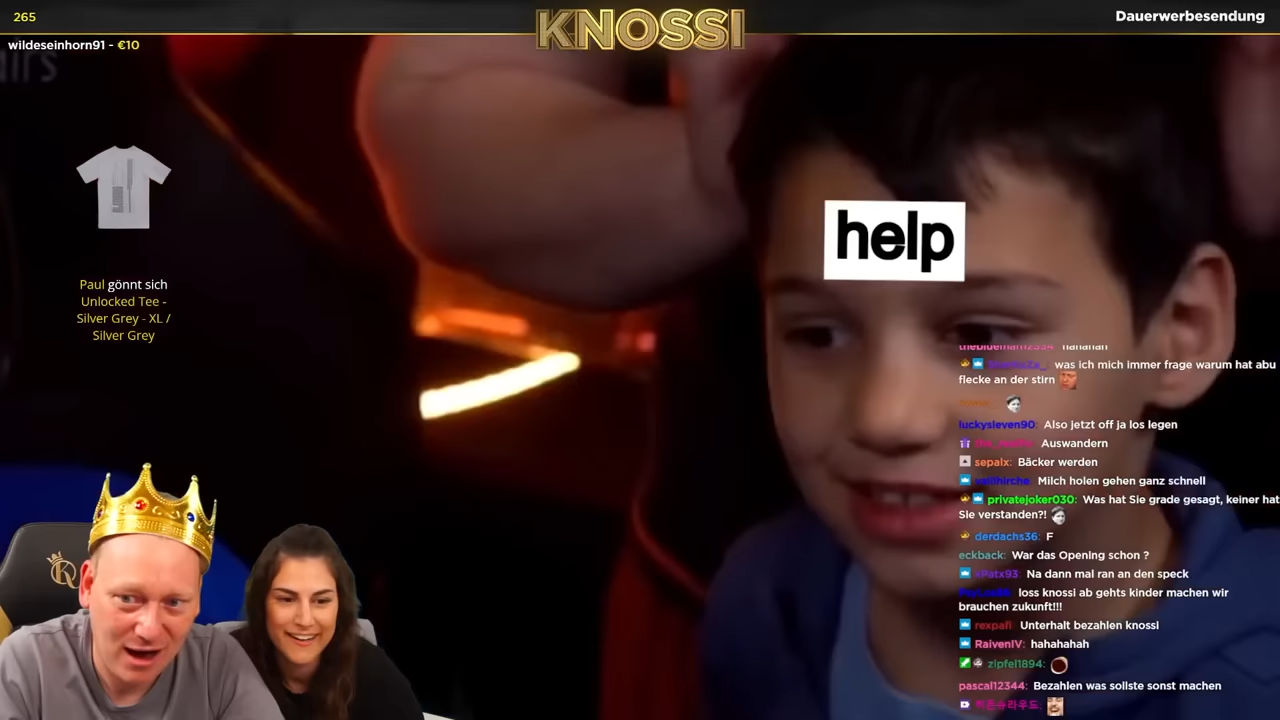 265
KNOSSI
Dauerwerbesendung
wildeseinhorn91 - €10
airs
help
Paul gönnt sich
Unlocked Tee -
Silver Grey - XL /
Silver Grey
hahahah
was ich mich immer frage warum hat abu
flecke an der stirn
luckysleven90: Also jetzt off ja los legen
Auswandern
sepalx: Bäcker werden
Milch holen gehen ganz schnell
privatejoker030: Was hat Sie grade gesagt, keiner hat
Sie verstanden?!
derdachs36: F
eckback: War das Opening schon ?
xPatx93: Na dann mal ran an den speck
loss knossi ab gehts kinder machen wir
brauchen zukunft!!!
rexpafi: Unterhalt bezahlen knossi
RaivenIV: hahahahah
zipfel1894:
pascal12344: Bezahlen was sollste sonst machen